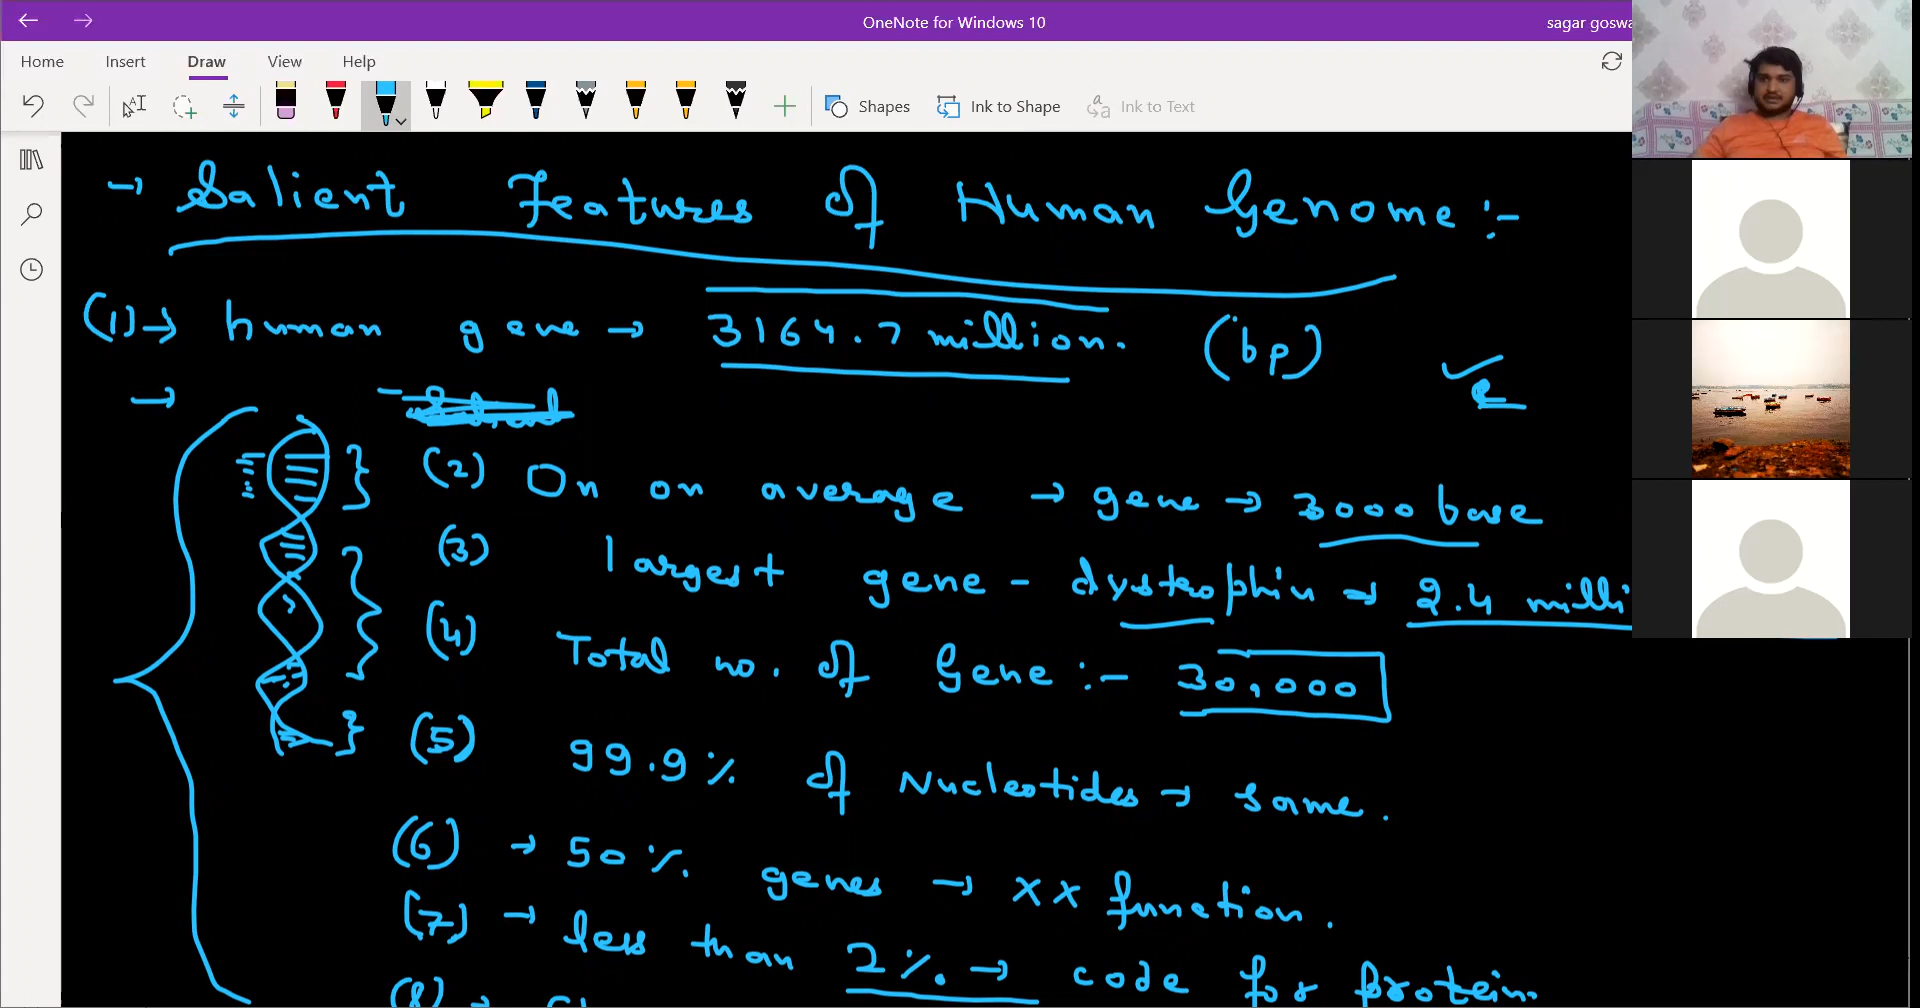 OneNote for Windows 10
sagar goswa
Home Insert Draw View Help
Shapes Ink to Shape Ink to Text
→ Salient Features of Human Genome :-
(1) → human gene → 3164.7 million. (bp)
→
(2) On an average → gene → 3000 base
(3) largest gene - dystrophin → 2.4 milli
(4) Total no. of Gene :- 30,000
(5) 99.9% of Nucleotides → same.
(6) → 50% genes → xx function.
(7) → less than 2% → code for protein.
(8) →